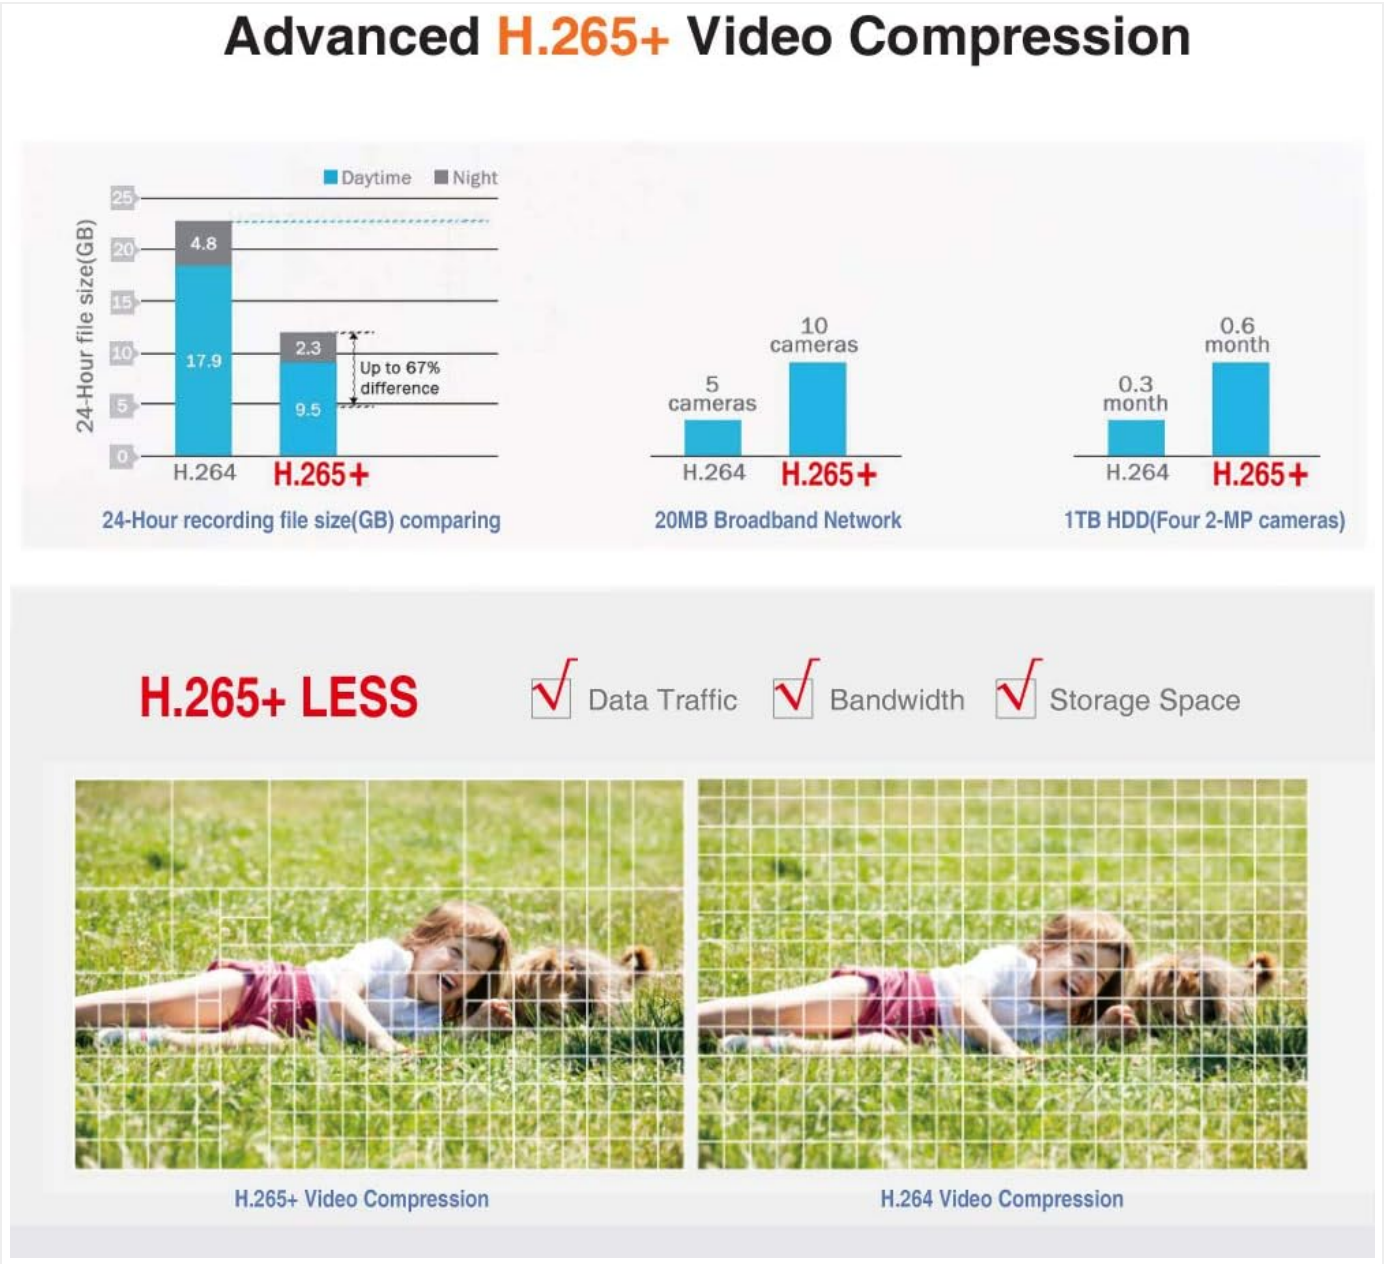 Advanced H.265+ Video Compression
Daytime Night
24-Hour file size(GB)
25
20
15
10
5
0
4.8
17.9
2.3
9.5
Up to 67%
difference
H.264 H.265+
24-Hour recording file size(GB) comparing
5
cameras
10
cameras
H.264 H.265+
20MB Broadband Network
0.3
month
0.6
month
H.264 H.265+
1TB HDD(Four 2-MP cameras)
H.265+ LESS
Data Traffic Bandwidth Storage Space
H.265+ Video Compression
H.264 Video Compression